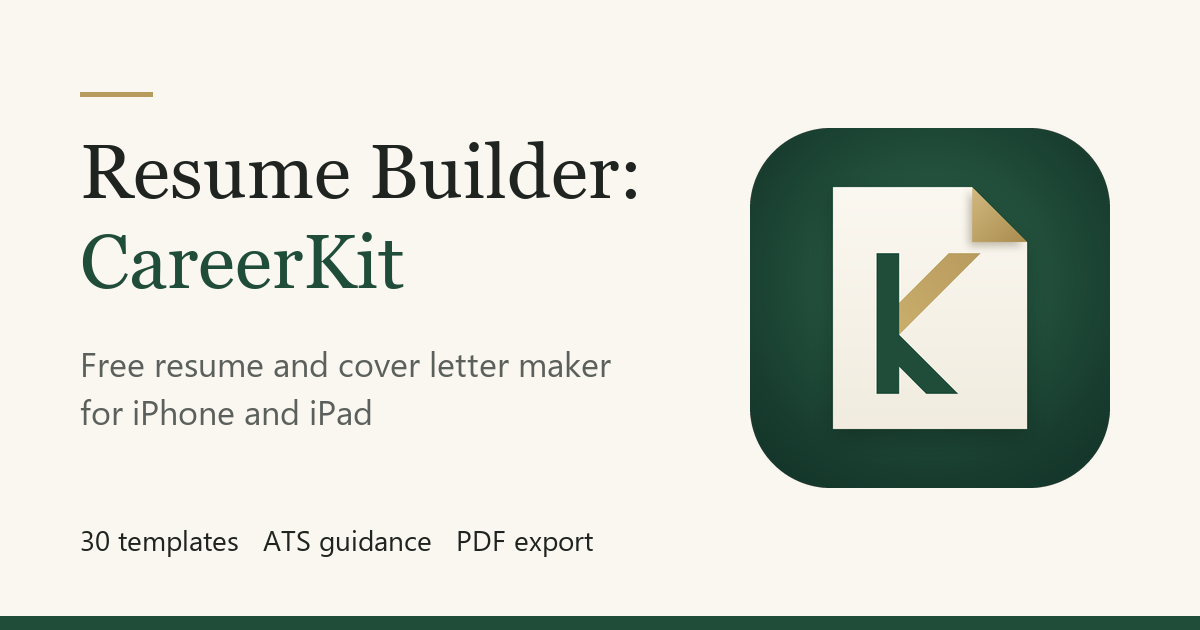 Resume Builder:
CareerKit
Free resume and cover letter maker
for iPhone and iPad
30 templates ATS guidance PDF export
K